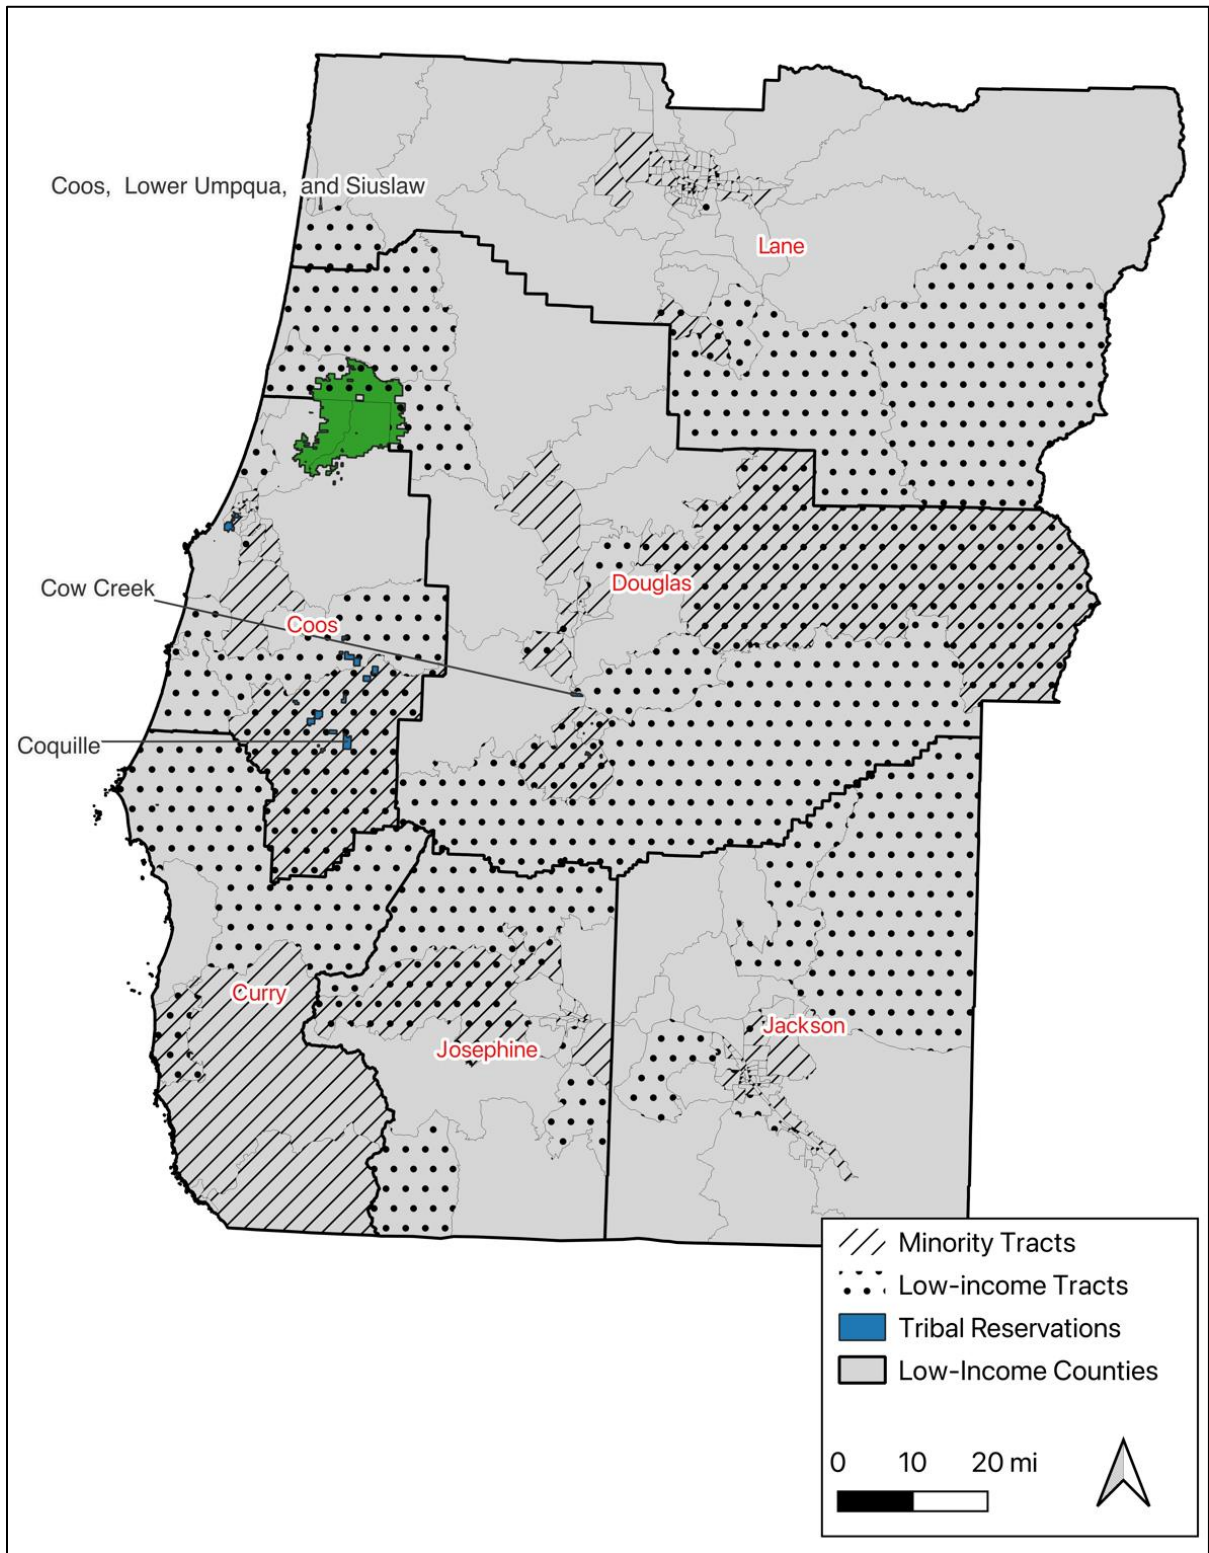 Coos, Lower Umpqua, and Siuslaw
Lane
Cow Creek
Douglas
Coos
Coquille
Curry
Jackson
Josephine
Minority Tracts
Low-income Tracts
Tribal Reservations
Low-Income Counties
0 10 20 mi